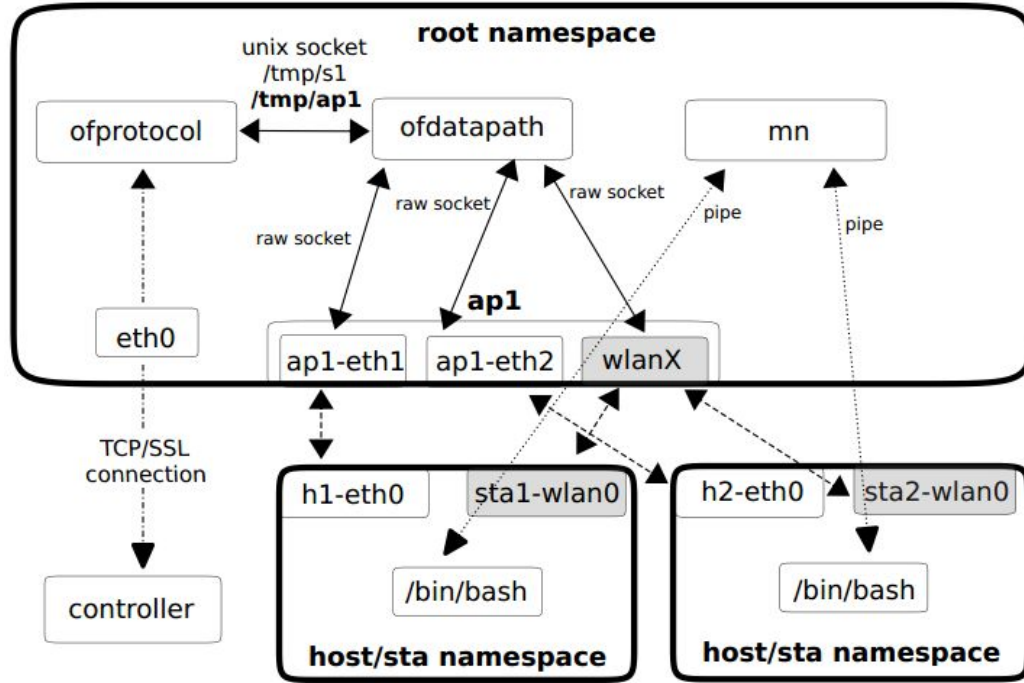 root namespace
unix socket
/tmp/s1
/tmp/ap1
ofprotocol
ofdatapath
mn
raw socket
raw socket
raw socket
pipe
pipe
ap1
eth0
ap1-eth1
ap1-eth2
wlanX
TCP/SSL
connection
h1-eth0
sta1-wlan0
h2-eth0
sta2-wlan0
/bin/bash
/bin/bash
controller
host/sta namespace
host/sta namespace